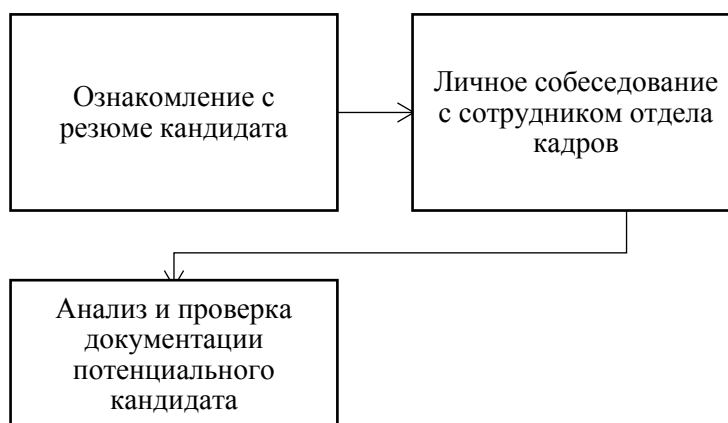 Ознакомление с
резюме кандидата
Личное собеседование
с сотрудником отдела
кадров
Анализ и проверка
документации
потенциального
кандидата